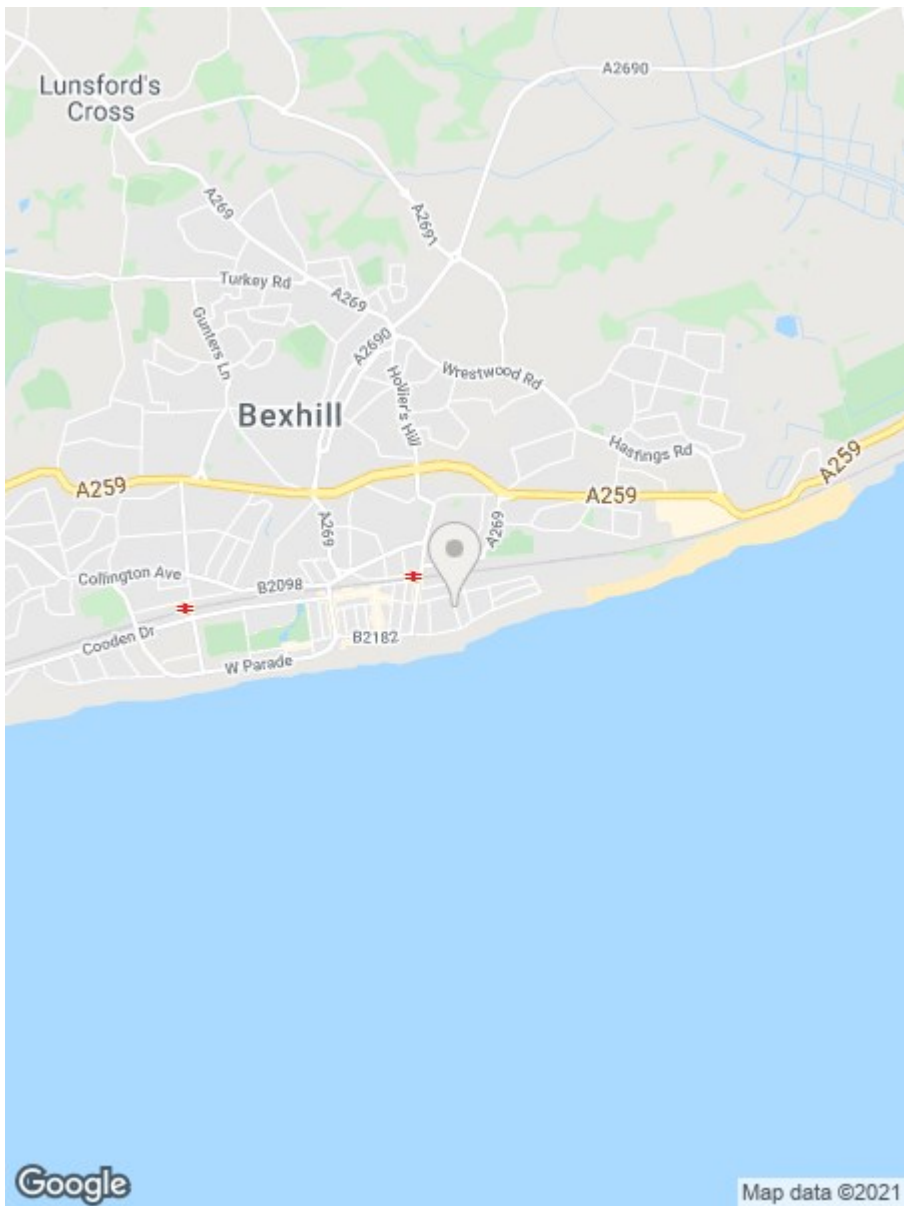 A2690
Lunsford's
Cross
A269
A2691
Turkey Rd
A269
Gunters Ln
A2690
Hollier's Hill
Wrestwood Rd
Bexhill
Hastings Rd
A259
A259
A259
A269
A269
Collington Ave
B2098
Cooden Dr
B2182
W Parade
Google
Map data ©2021